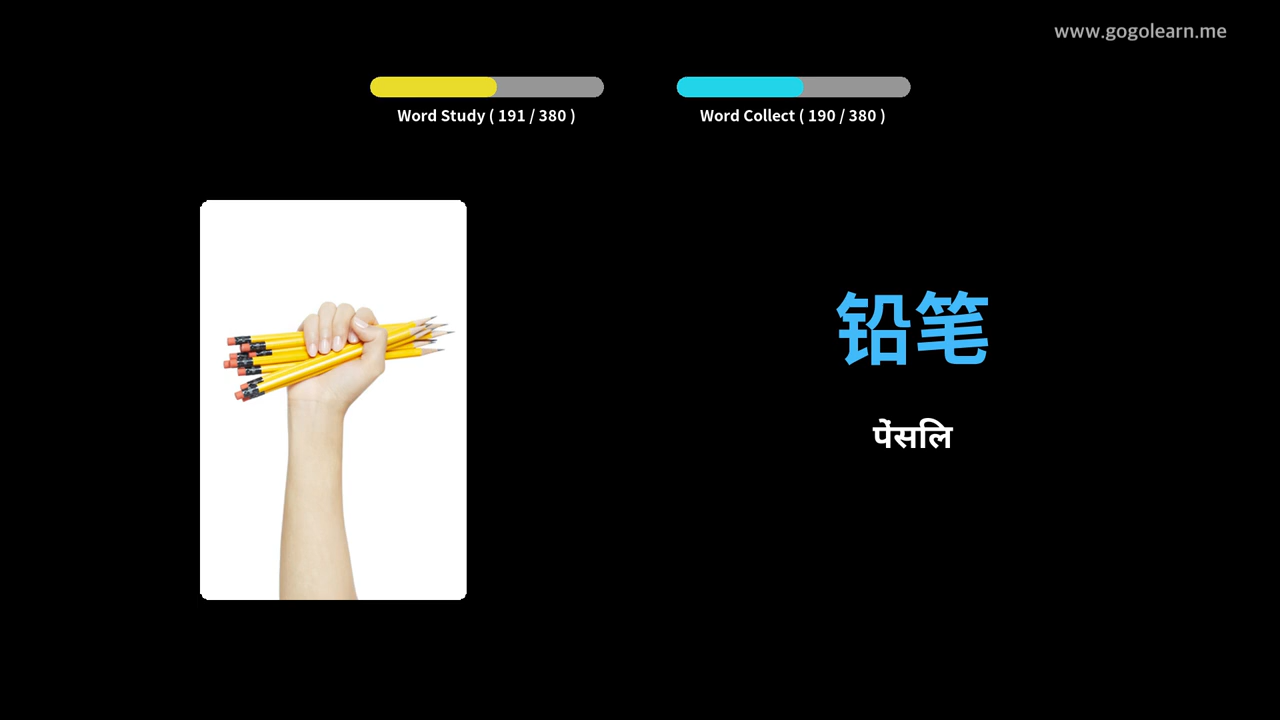 www.gogolearn.me
Word Study ( 191 / 380 )
Word Collect ( 190 / 380 )
铅笔
पेंसलि